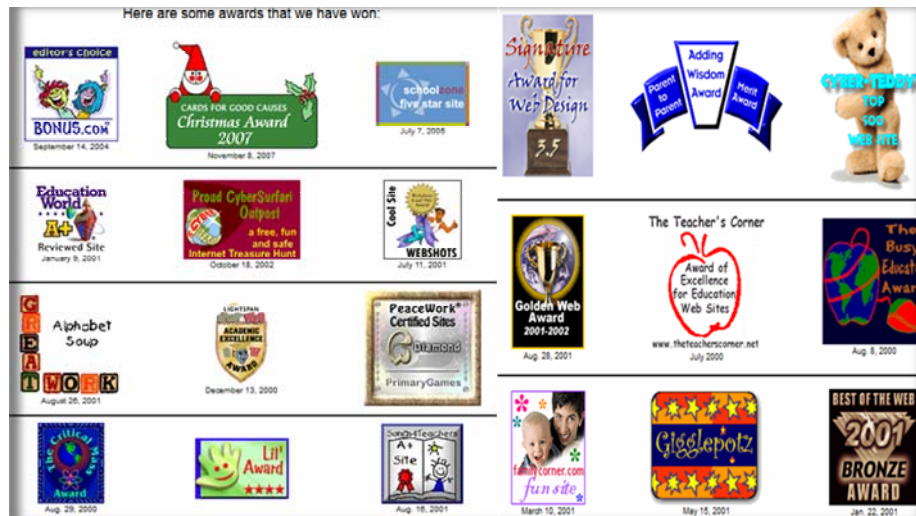 Here are some awards that we have won:
editor's choice
BONUS.COM
September 14, 2004
CARDS FOR GOOD CAUSES
Christmas Award
2007
November 8, 2007
schoolzone
five star site
July 7, 2005
Education
World
A+
Reviewed Site
January 9, 2001
Proud CyberSurfari
Outpost
a free, fun
and safe
Internet Treasure Hunt
October 18, 2002
Cool Site
WEBSHOTS
July 11, 2001
GREAT WORK
Alphabet
Soup
August 26, 2001
LIGHTSPAN
ACADEMIC
EXCELLENCE
AWARD
December 13, 2000
PeaceWork®
Certified Sites
Diamond
PrimaryGames
The Critical Mass
Award
Aug. 29, 2000
Lil'
Award
Songs4Teachers
A+
Site
Aug. 16, 2001
Signature
Award for
Web Design
3.5
Parent
to
Parent
Adding
Wisdom
Award
Merit
Award
CYBER-TEDDY
TOP
500
WEB SITE
Golden Web
Award
2001-2002
Aug. 28, 2001
The Teacher's Corner
Award of
Excellence
for Education
Web Sites
www.theteacherscorner.net
July 2000
The
Busy
Educat
Awar
Aug. 8, 2000
familycorner.com
fun site
March 10, 2001
Gigglepotz
May 15, 2001
BEST OF THE WEB
2001
BRONZE
AWARD
Jan. 22, 2001